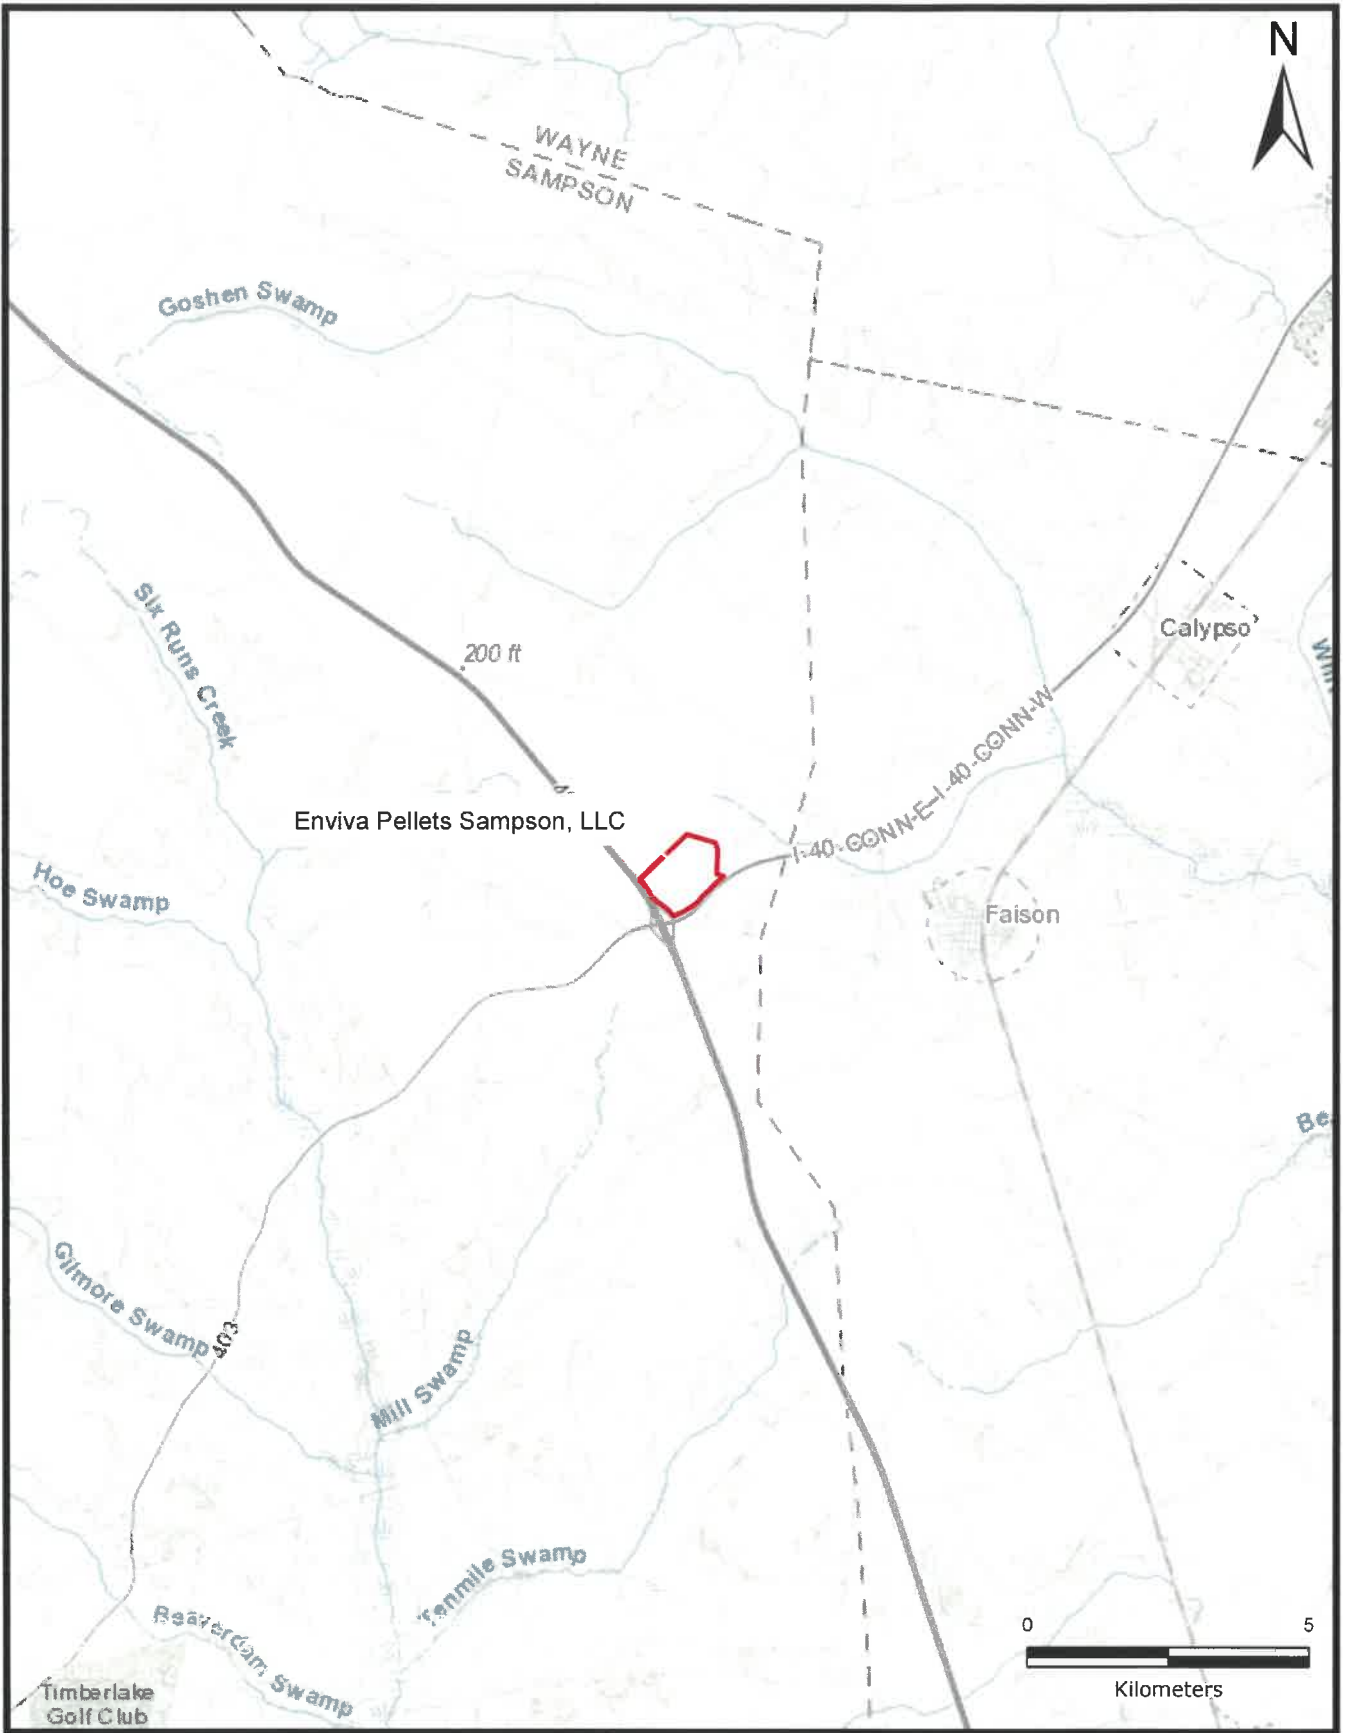 N
WAYNE
SAMPSON
Goshen Swamp
Six Runs Creek
200 ft
Calypso
I-40-CONN-E-I-40-CONN-W
Enviva Pellets Sampson, LLC
Hoe Swamp
Faison
Be
Gilmore Swamp
403
Mill Swamp
Tenmile Swamp
Beaverdam Swamp
0 5
Kilometers
Timberlake
Golf Club